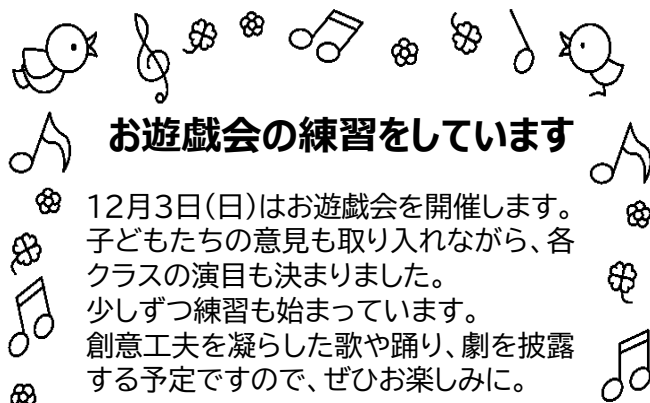 お遊戯会の練習をしています
12月3日(日)はお遊戯会を開催します。
子どもたちの意見も取り入れながら、各
クラスの演目も決まりました。
少しずつ練習も始まっています。
創意工夫を凝らした歌や踊り、劇を披露
する予定ですので、ぜひお楽しみに。